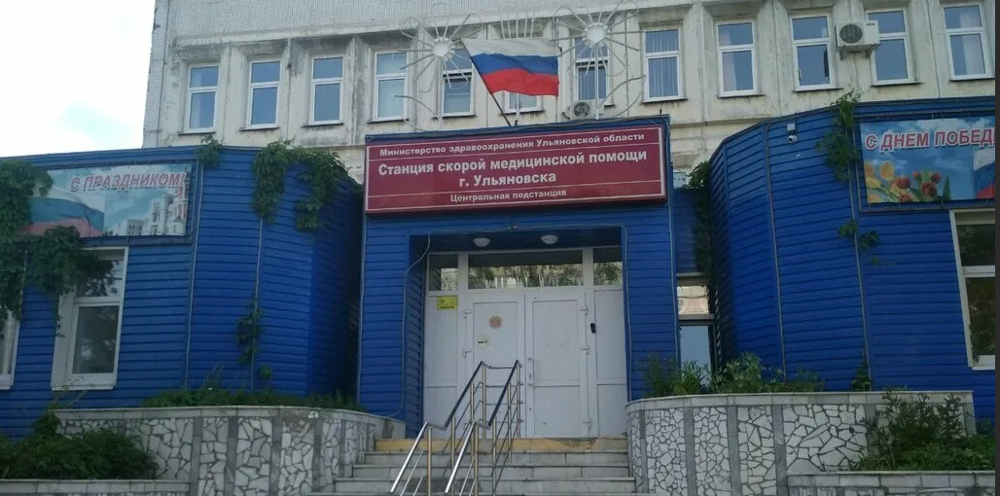 Министерство здравоохранения Ульяновской области
Станция скорой медицинской помощи
г. Ульяновска
Центральная подстанция
С ПРАЗДНИКОМ!
С ДНЕМ ПОБЕД